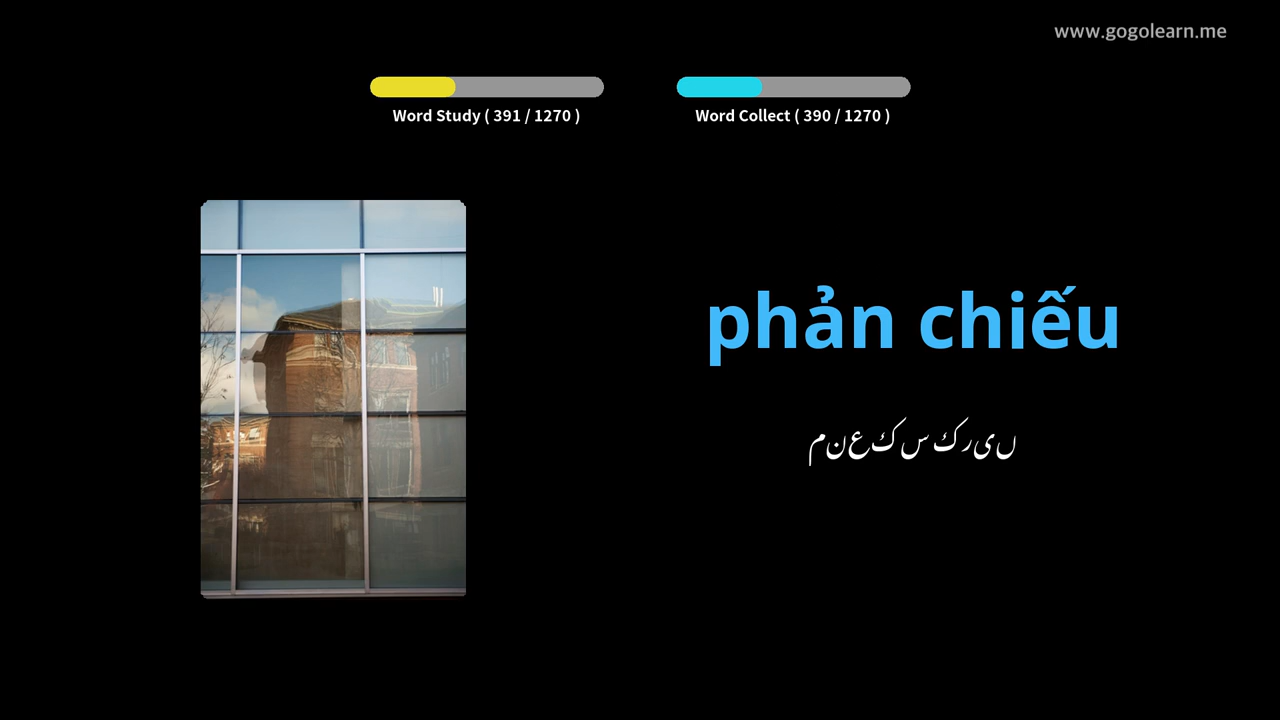 www.gogolearn.me
Word Study ( 391 / 1270 )
Word Collect ( 390 / 1270 )
phản chiếu
منعکس کریں